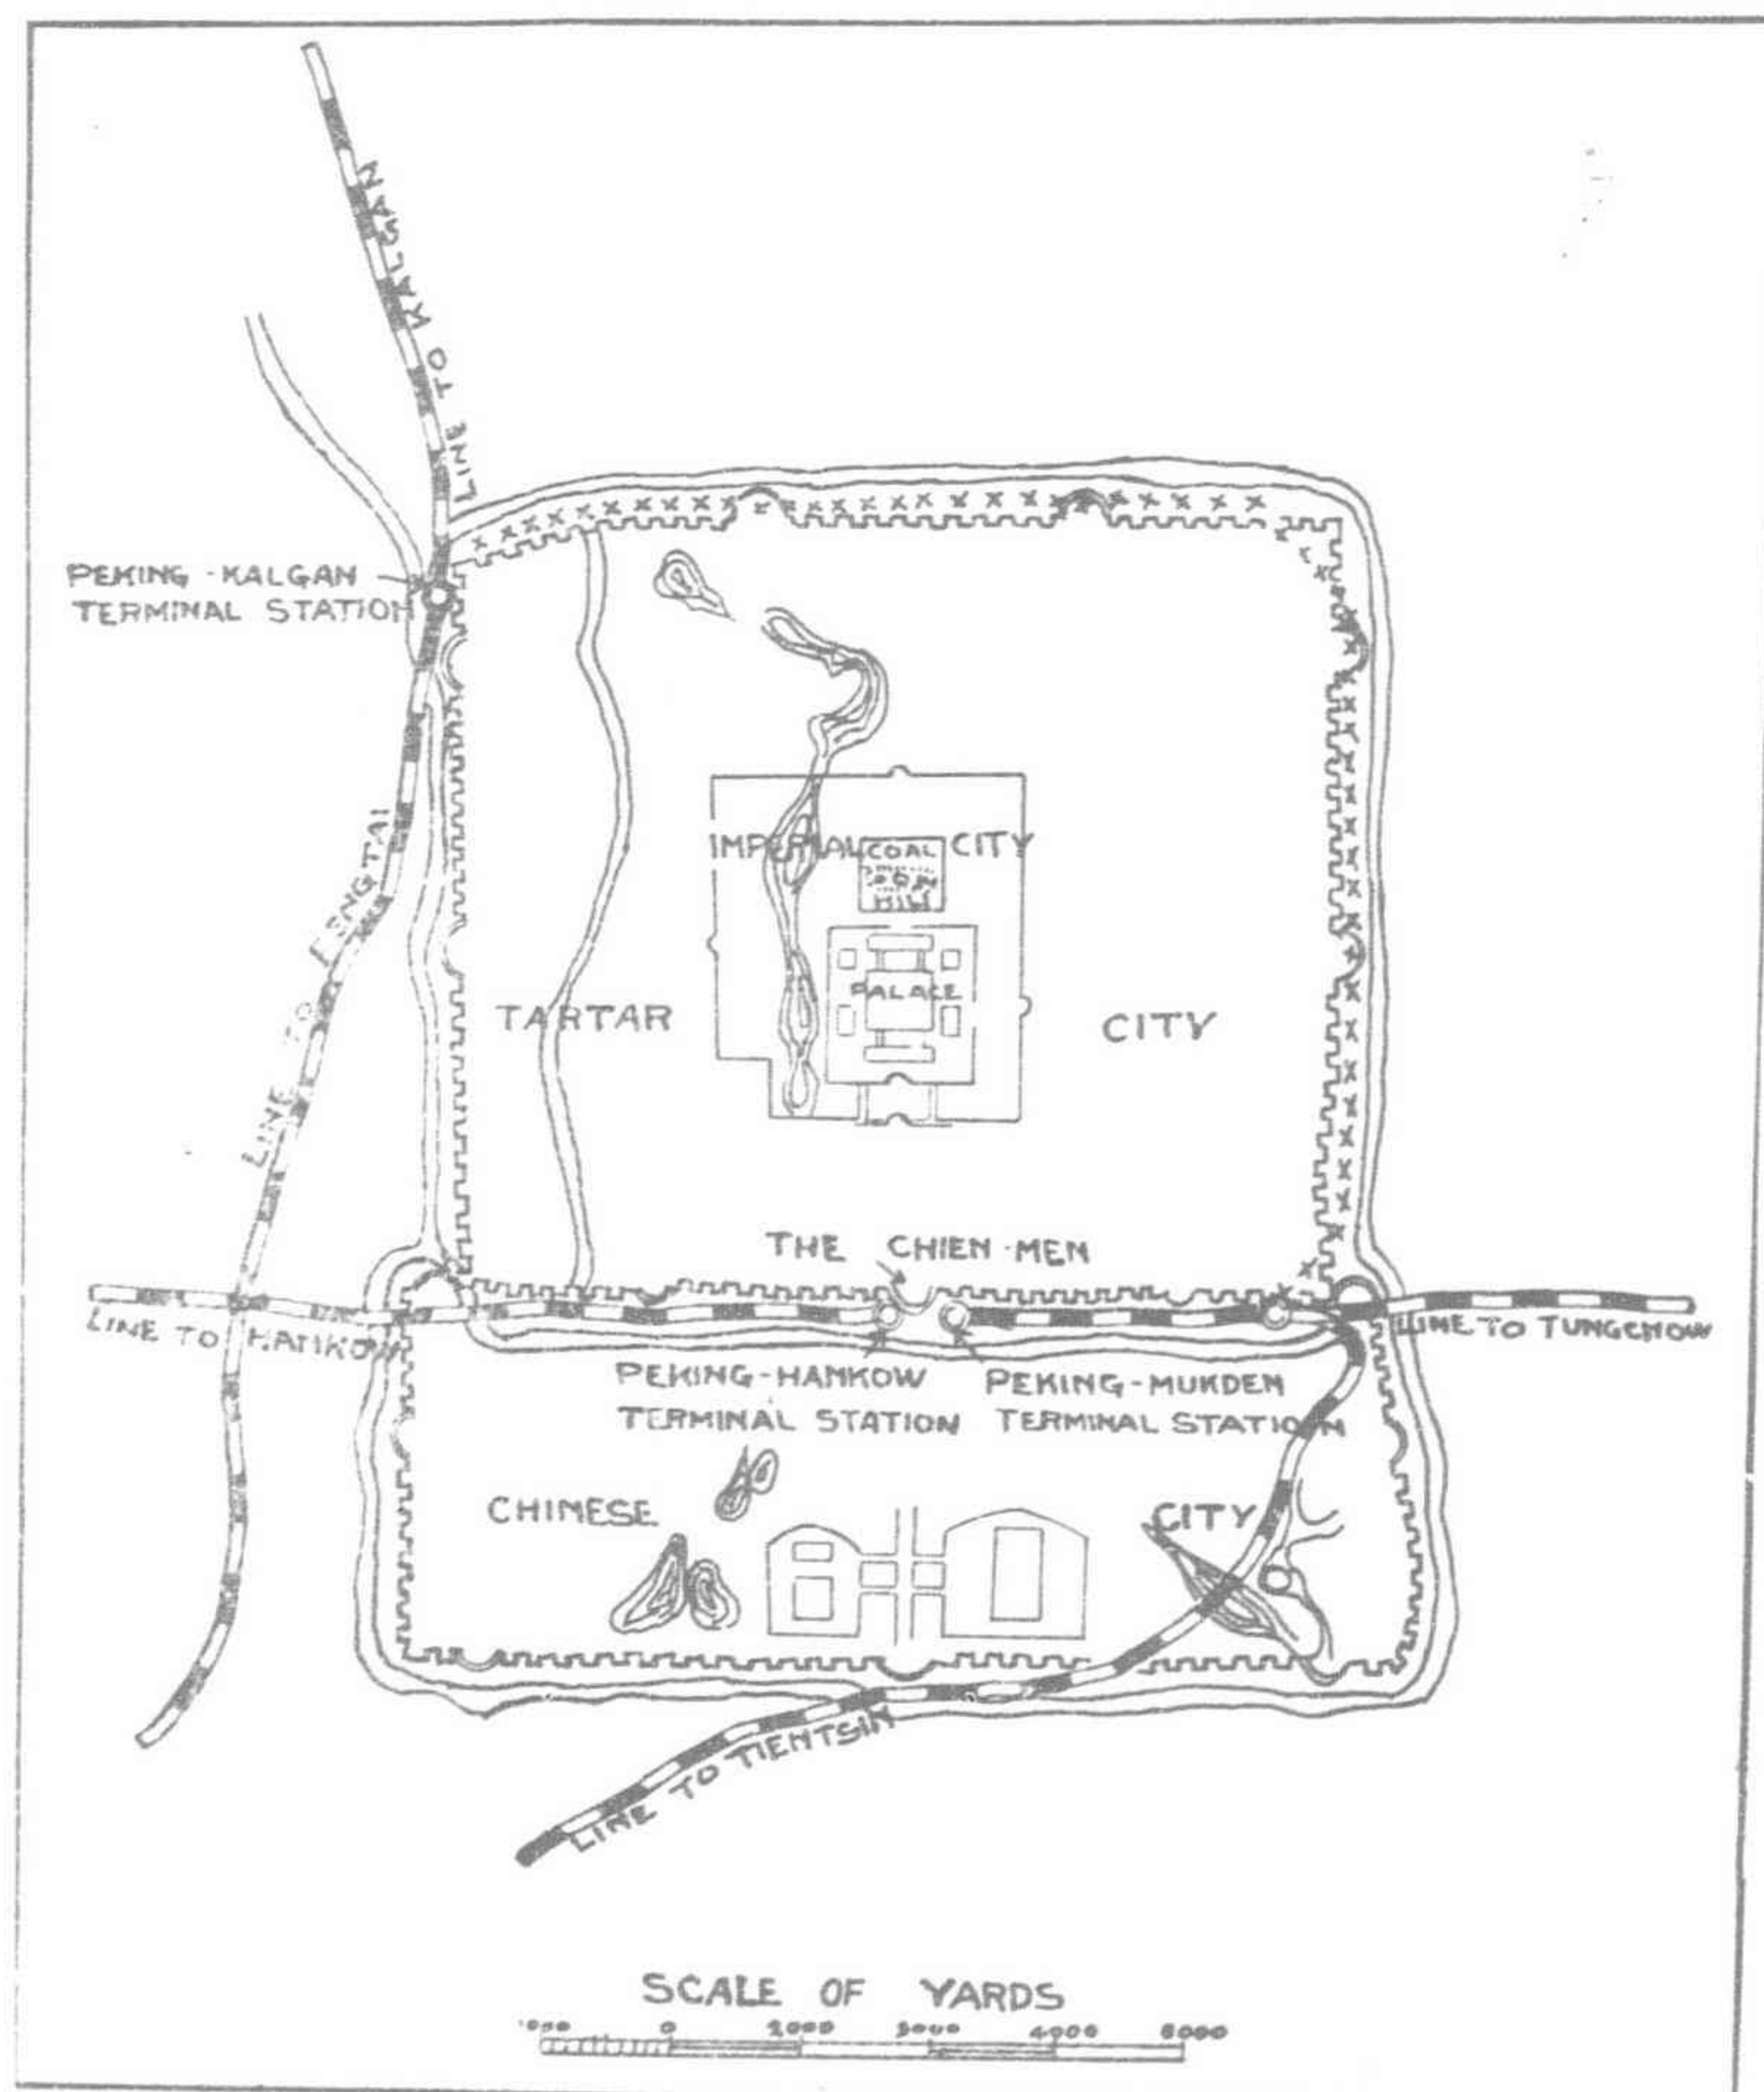 LINE TO KALGAN
PEKING-KALGAN
TERMINAL STATION
IMPERIAL CITY
COAL
HILL
LINE TO FENGTAI
PALACE
TARTAR CITY
THE CHIEN-MEN
LINE TO HANKOW
LINE TO TUNGCHOW
PEKING-HANKOW
TERMINAL STATION
PEKING-MUKDEN
TERMINAL STATION
CHINESE CITY
LINE TO TIENTSIN
SCALE OF YARDS
1000 0 2000 3000 4000 5000